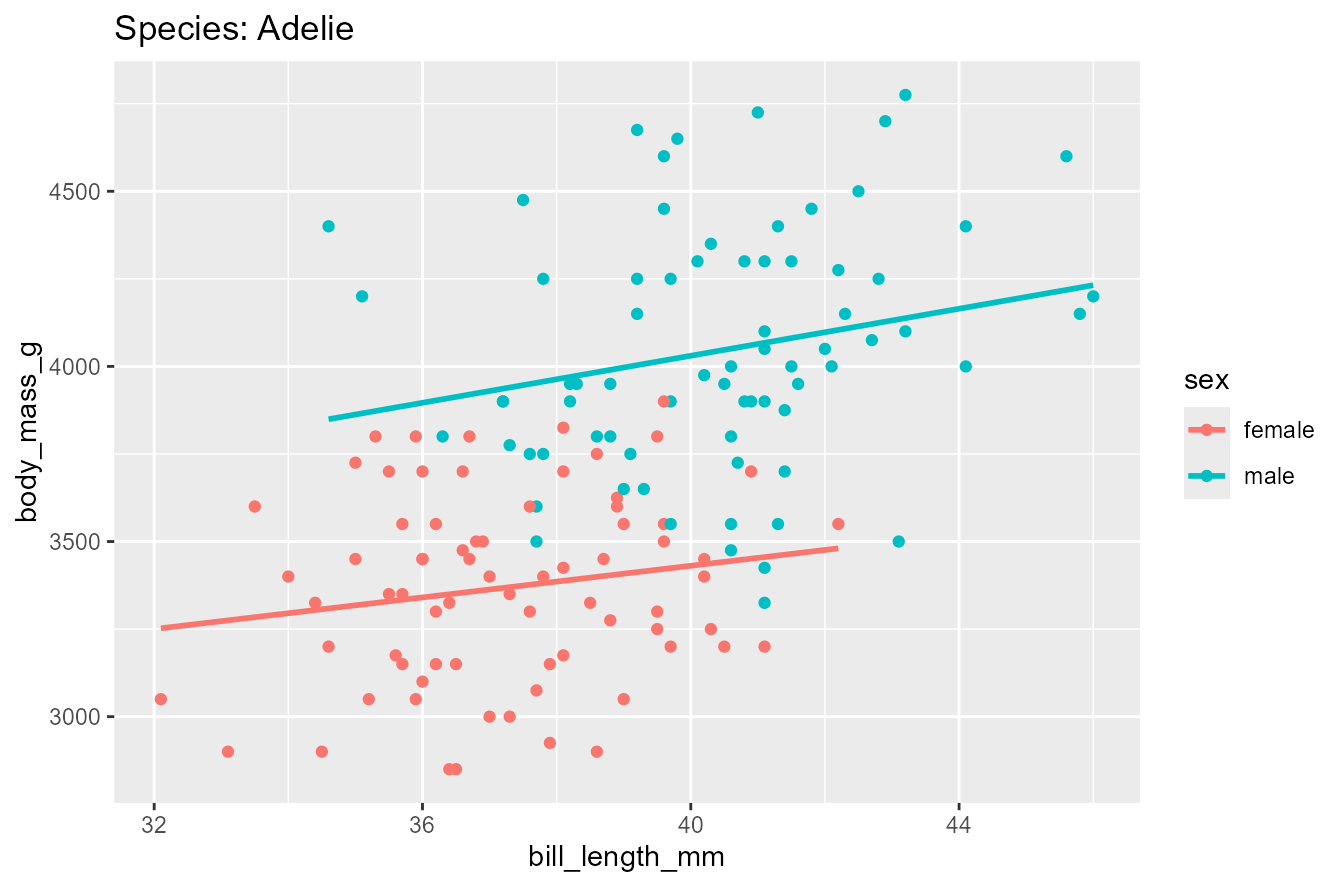 Species: Adelie
4500
4000
3500
3000
body_mass_g
32
36
40
44
bill_length_mm
sex
female
male